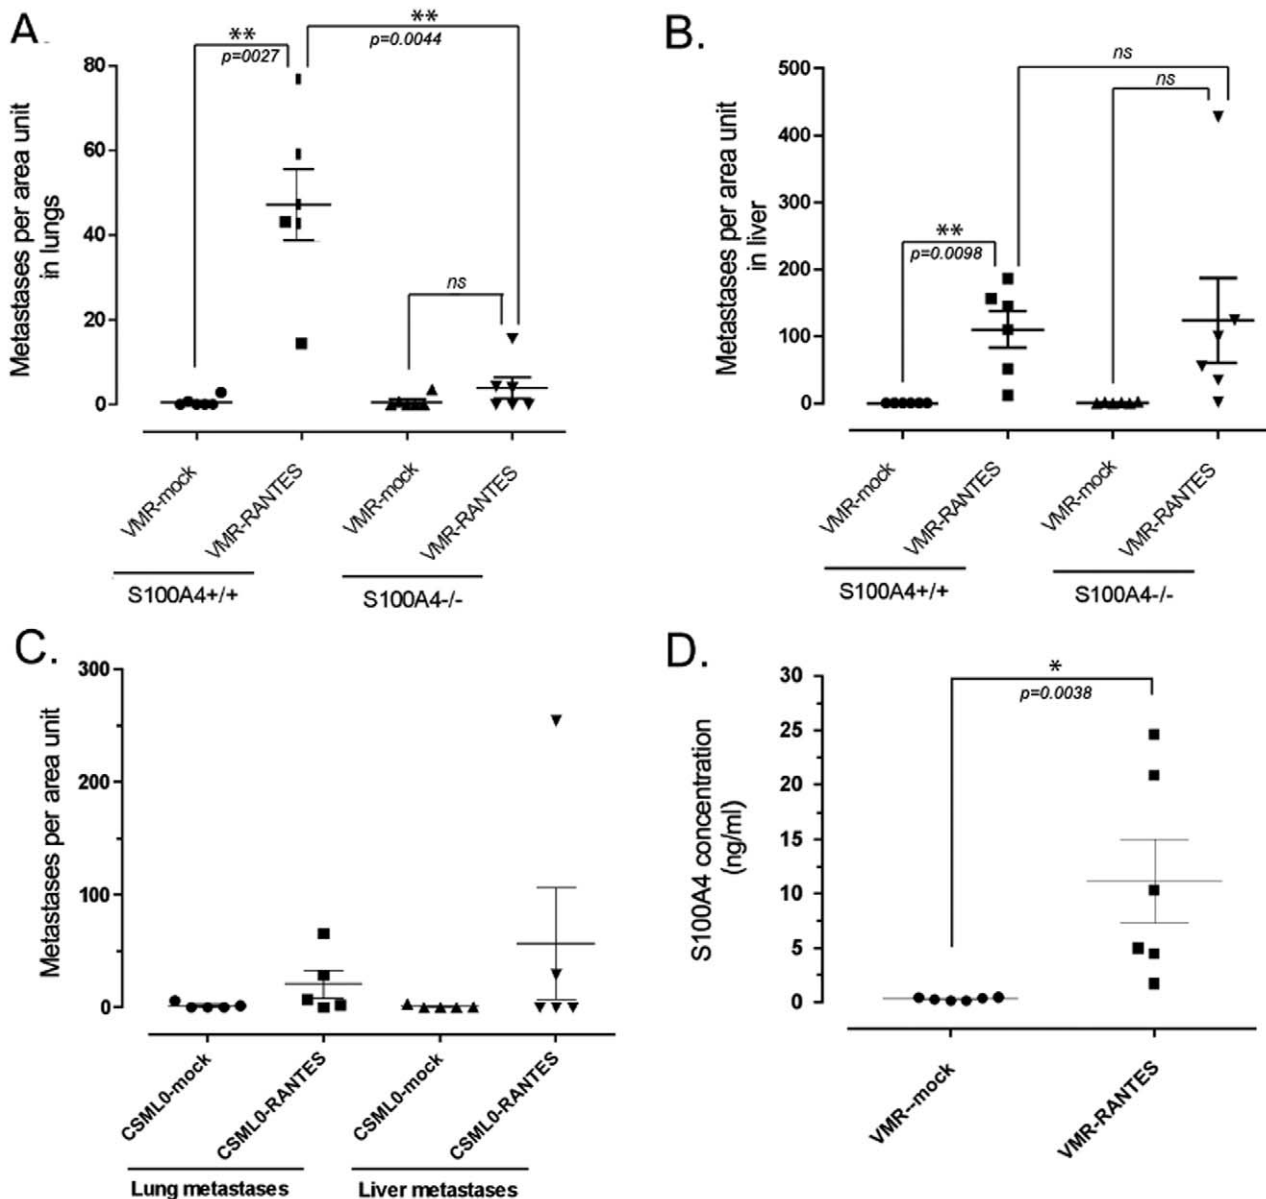 A.
**
p=0027
**
p=0.0044
ns
80
60
40
20
0
Metastases per area unit
in lungs
VMR-mock
VMR-RANTES
VMR-mock
VMR-RANTES
S100A4+/+
S100A4-/-
B.
ns
ns
**
p=0.0098
500
400
300
200
100
0
Metastases per area unit
in liver
VMR-mock
VMR-RANTES
VMR-mock
VMR-RANTES
S100A4+/+
S100A4-/-
C.
300
200
100
0
Metastases per area unit
CSML0-mock
CSML0-RANTES
CSML0-mock
CSML0-RANTES
Lung metastases
Liver metastases
D.
*
p=0.0038
30
25
20
15
10
5
0
S100A4 concentration
(ng/ml)
VMR--mock
VMR-RANTES